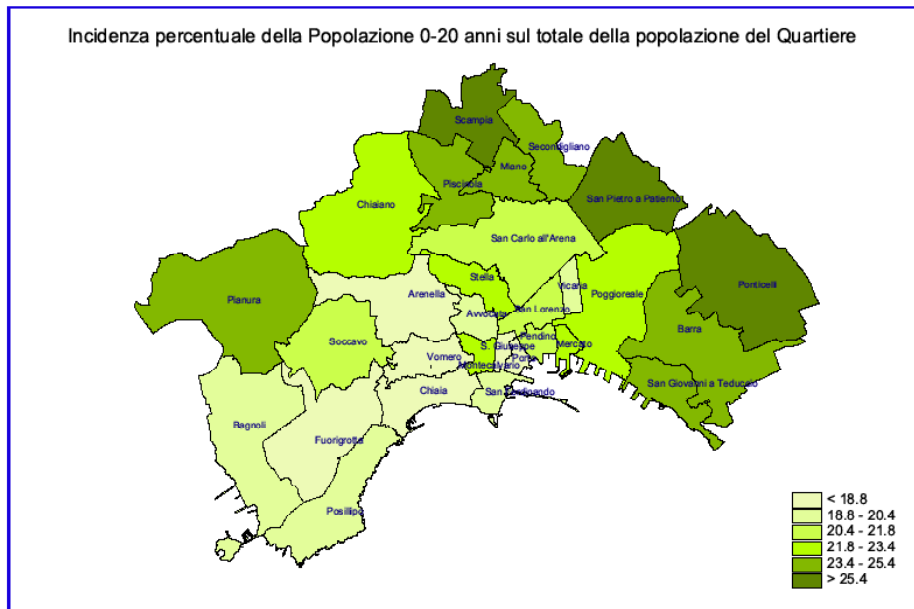 Incidenza percentuale della Popolazione 0-20 anni sul totale della popolazione del Quartiere
Scampia
Secondigliano
Miano
Piscinola
San Pietro a Patierno
Chiaiano
San Carlo all'Arena
Stella
Vicaria
Ponticelli
Arenella
Poggioreale
Pianura
Avvocata
San Lorenzo
Barra
Soccavo
Pendino
S. Giuseppe
Mercato
Vomero
Porto
Montecalvario
San Giovanni a Teduccio
Chiaia
San Ferdinando
Bagnoli
Fuorigrotta
Posillipo
< 18.8
18.8 - 20.4
20.4 - 21.8
21.8 - 23.4
23.4 - 25.4
> 25.4